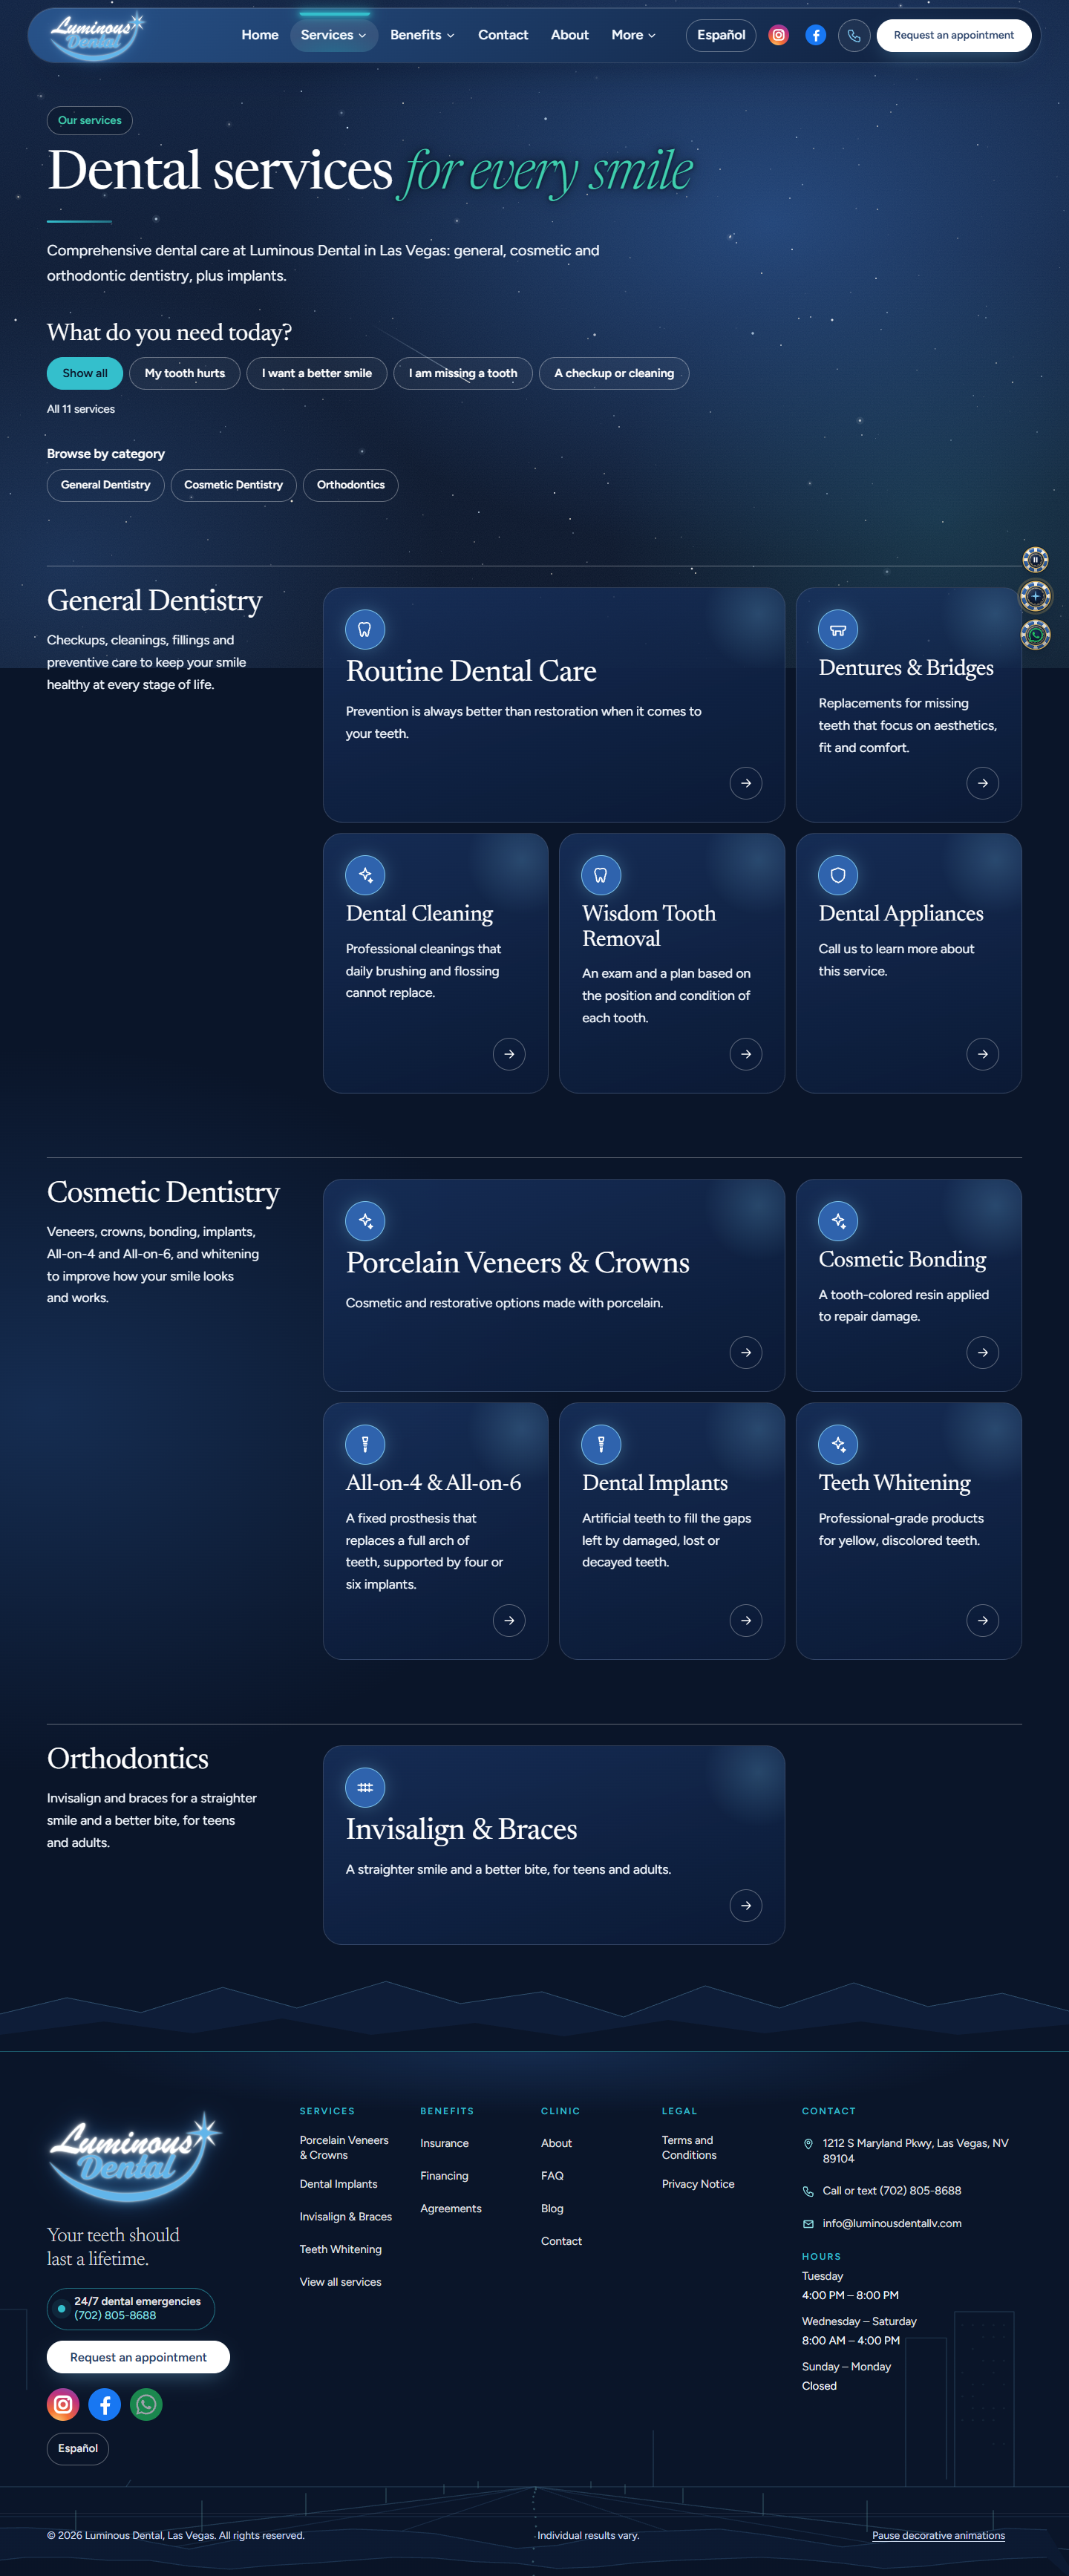 Luminous
Dental
Home
Services
Benefits
Contact
About
More
Español
Request an appointment
Our services
Dental services for every smile
Comprehensive dental care at Luminous Dental in Las Vegas: general, cosmetic and
orthodontic dentistry, plus implants.
What do you need today?
Show all
My tooth hurts
I want a better smile
I am missing a tooth
A checkup or cleaning
All 11 services
Browse by category
General Dentistry
Cosmetic Dentistry
Orthodontics
General Dentistry
Checkups, cleanings, fillings and
preventive care to keep your smile
healthy at every stage of life.
Routine Dental Care
Prevention is always better than restoration when it comes to
your teeth.
Dentures & Bridges
Replacements for missing
teeth that focus on aesthetics,
fit and comfort.
Dental Cleaning
Professional cleanings that
daily brushing and flossing
cannot replace.
Wisdom Tooth
Removal
An exam and a plan based on
the position and condition of
each tooth.
Dental Appliances
Call us to learn more about
this service.
Cosmetic Dentistry
Veneers, crowns, bonding, implants,
All-on-4 and All-on-6, and whitening
to improve how your smile looks
and works.
Porcelain Veneers & Crowns
Cosmetic and restorative options made with porcelain.
Cosmetic Bonding
A tooth-colored resin applied
to repair damage.
All-on-4 & All-on-6
A fixed prosthesis that
replaces a full arch of
teeth, supported by four or
six implants.
Dental Implants
Artificial teeth to fill the gaps
left by damaged, lost or
decayed teeth.
Teeth Whitening
Professional-grade products
for yellow, discolored teeth.
Orthodontics
Invisalign and braces for a straighter
smile and a better bite, for teens
and adults.
Invisalign & Braces
A straighter smile and a better bite, for teens and adults.
Luminous
Dental
Your teeth should
last a lifetime.
24/7 dental emergencies
(702) 805-8688
Request an appointment
Español
SERVICES
Porcelain Veneers
& Crowns
Dental Implants
Invisalign & Braces
Teeth Whitening
View all services
BENEFITS
Insurance
Financing
Agreements
CLINIC
About
FAQ
Blog
Contact
LEGAL
Terms and
Conditions
Privacy Notice
CONTACT
1212 S Maryland Pkwy, Las Vegas, NV
89104
Call or text (702) 805-8688
info@luminousdentallv.com
HOURS
Tuesday
4:00 PM – 8:00 PM
Wednesday – Saturday
8:00 AM – 4:00 PM
Sunday – Monday
Closed
© 2026 Luminous Dental, Las Vegas. All rights reserved.
Individual results vary.
Pause decorative animations